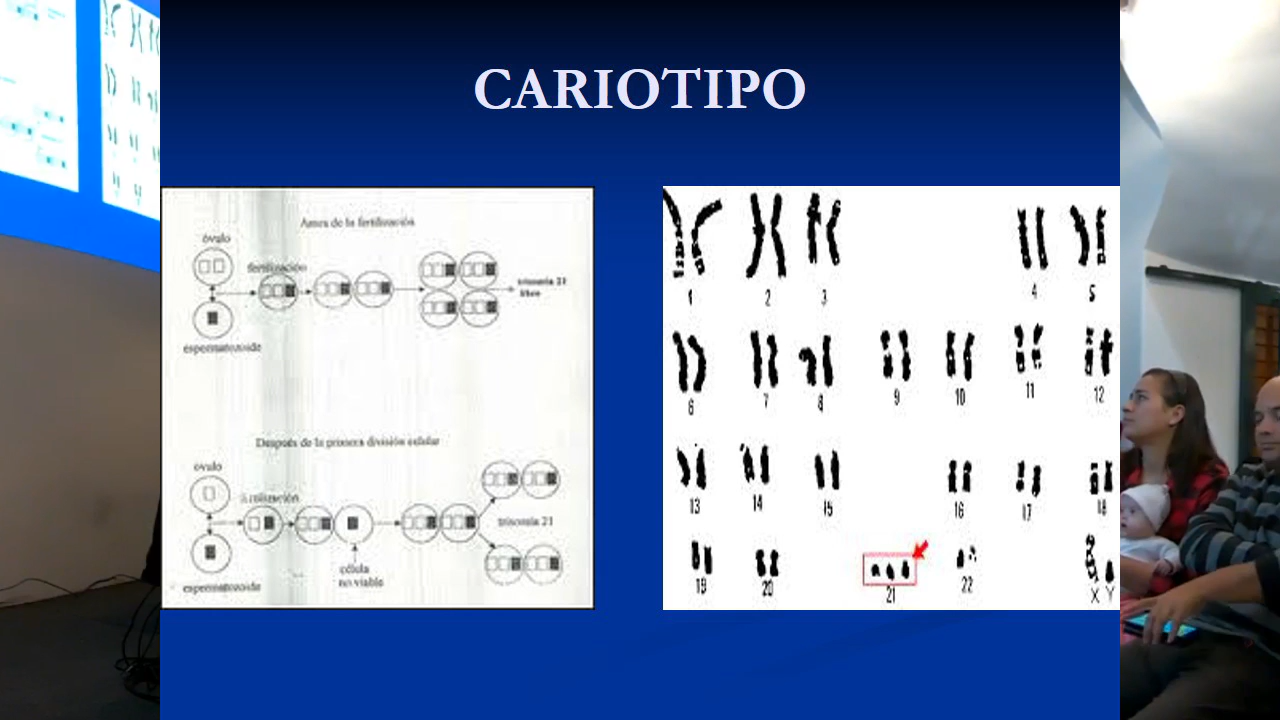 CARIOTIPO
Antes de la fertilización
óvulo
fertilización
trisomía 21
libre
espermatozoide
Después de la primera división celular
óvulo
fertilización
trisomía 21
célula
no viable
espermatozoide
1 2 3 4 5
6 7 8 9 10 11 12
13 14 15 16 17 18
19 20 21 22 X Y